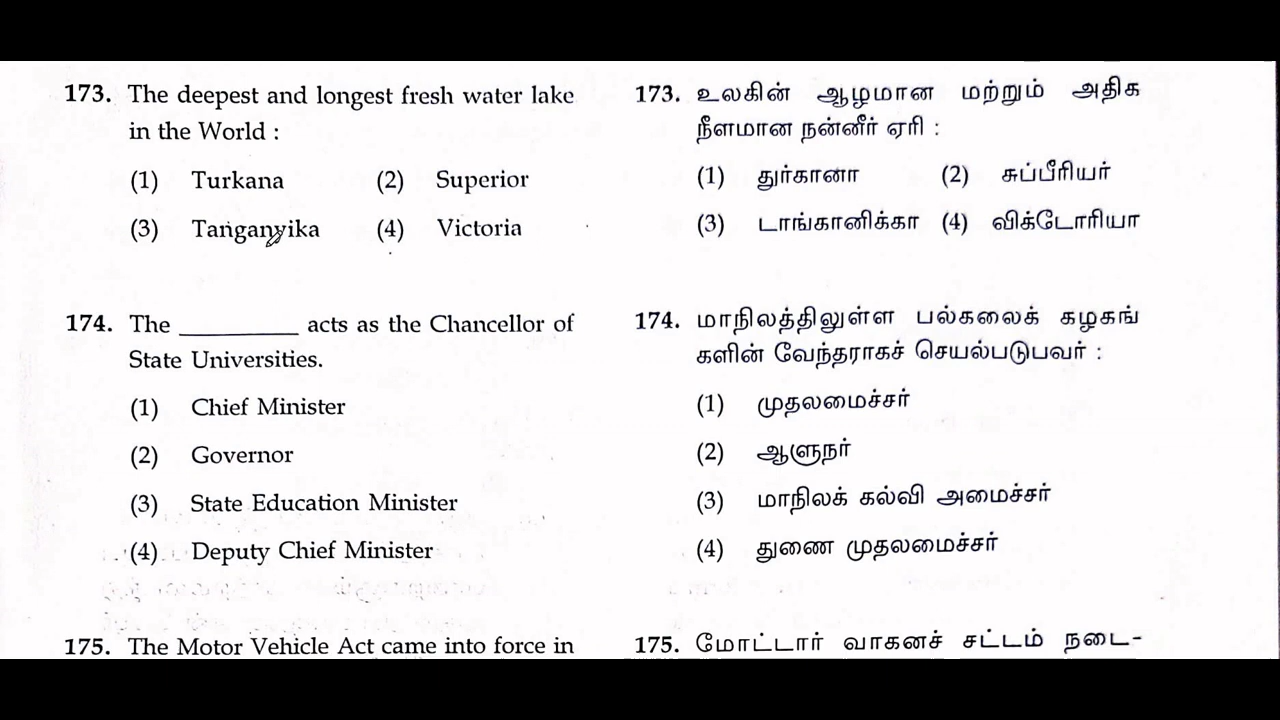 173. The deepest and longest fresh water lake
in the World :
(1) Turkana (2) Superior
(3) Tanganyika (4) Victoria
174. The __________ acts as the Chancellor of
State Universities.
(1) Chief Minister
(2) Governor
(3) State Education Minister
(4) Deputy Chief Minister
175. The Motor Vehicle Act came into force in
173. உலகின் ஆழமான மற்றும் அதிக
நீளமான நன்னீர் ஏரி :
(1) துர்கானா (2) சுப்பீரியர்
(3) டாங்கானிக்கா (4) விக்டோரியா
174. மாநிலத்திலுள்ள பல்கலைக் கழகங்
களின் வேந்தராகச் செயல்படுபவர் :
(1) முதலமைச்சர்
(2) ஆளுநர்
(3) மாநிலக் கல்வி அமைச்சர்
(4) துணை முதலமைச்சர்
175. மோட்டார் வாகனச் சட்டம் நடை-